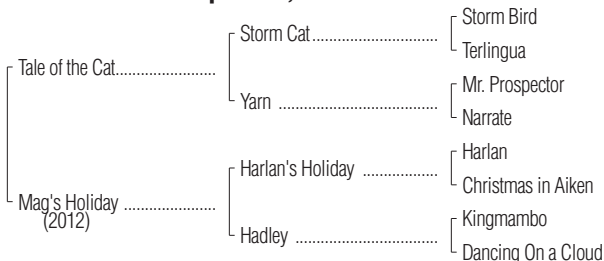 Storm Bird
Storm Cat
Terlingua
Tale of the Cat
Mr. Prospector
Yarn
Narrate
Harlan
Harlan's Holiday
Christmas in Aiken
Mag's Holiday
(2012)
Kingmambo
Hadley
Dancing On a Cloud